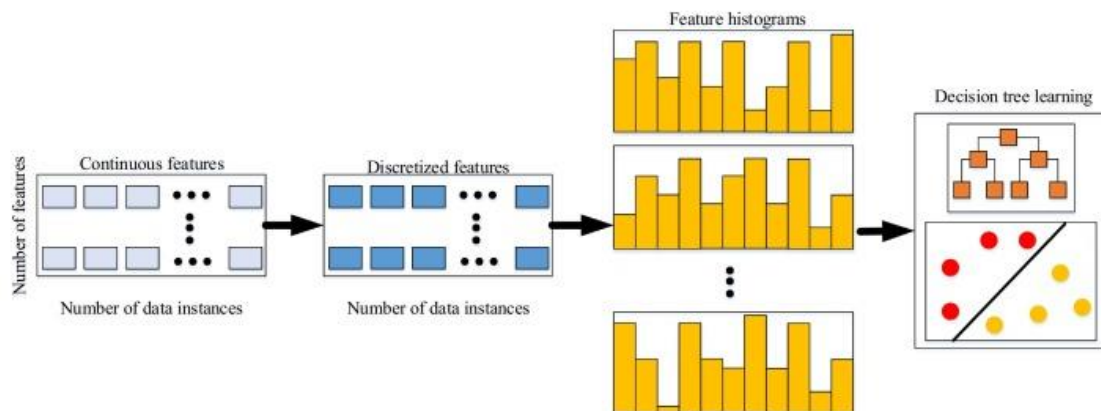 Feature histograms
Decision tree learning
Continuous features
Discretized features
Number of features
Number of data instances
Number of data instances